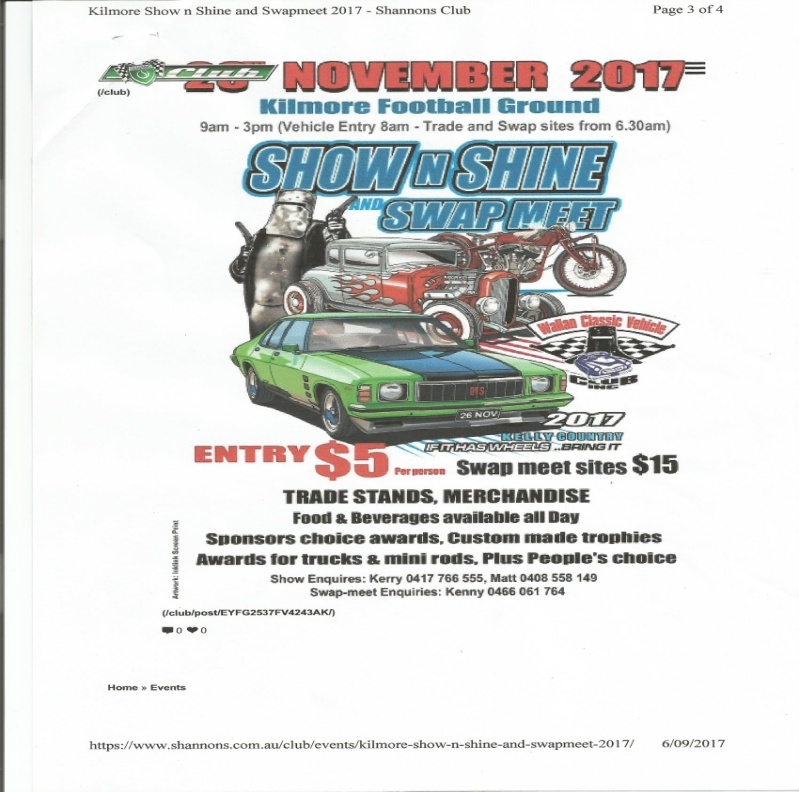 Kilmore Show n Shine and Swapmeet 2017 - Shannons Club Page 3 of 4
Club
26th NOVEMBER 2017
(/club)
Kilmore Football Ground
9am - 3pm (Vehicle Entry 8am - Trade and Swap sites from 6.30am)
SHOW N SHINE
AND SWAP MEET
Wallan Classic Vehicle
CLUB
INC
GTS
26 NOV
2017
KELLY COUNTRY
IF IT HAS WHEELS ..BRING IT
ENTRY $5 Per person Swap meet sites $15
TRADE STANDS, MERCHANDISE
Food & Beverages available all Day
Sponsors choice awards, Custom made trophies
Awards for trucks & mini rods, Plus People's choice
Artwork: Inklink Screen Print
Show Enquires: Kerry 0417 766 555, Matt 0408 558 149
Swap-meet Enquiries: Kenny 0466 061 764
(/club/post/EYFG2537FV4243AK/)
0 0
Home » Events
https://www.shannons.com.au/club/events/kilmore-show-n-shine-and-swapmeet-2017/ 6/09/2017